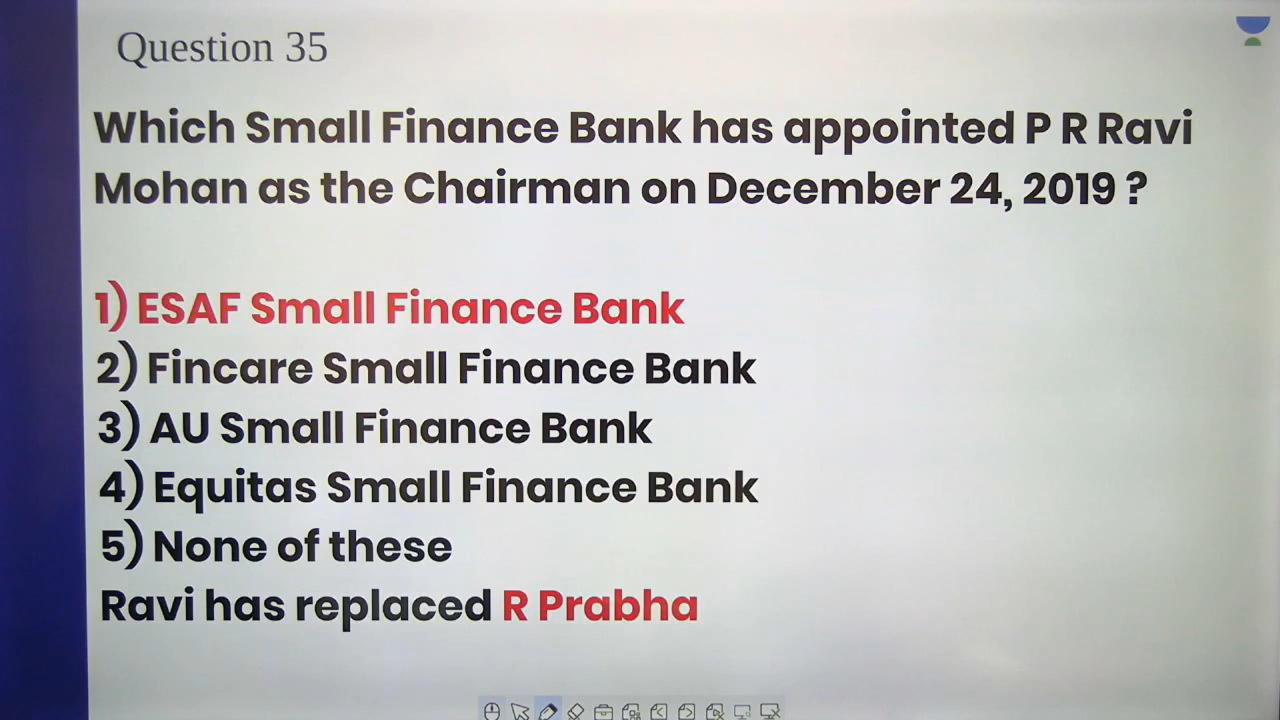 Question 35
Which Small Finance Bank has appointed P R Ravi
Mohan as the Chairman on December 24, 2019 ?
1) ESAF Small Finance Bank
2) Fincare Small Finance Bank
3) AU Small Finance Bank
4) Equitas Small Finance Bank
5) None of these
Ravi has replaced R Prabha